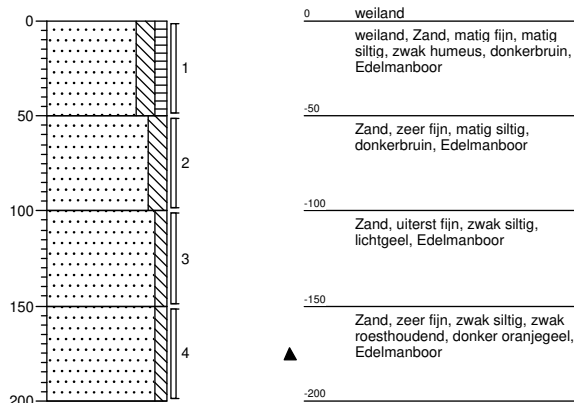 0
50
100
150
200
1
2
3
4
0 weiland
weiland, Zand, matig fijn, matig
siltig, zwak humeus, donkerbruin,
Edelmanboor
-50
Zand, zeer fijn, matig siltig,
donkerbruin, Edelmanboor
-100
Zand, uiterst fijn, zwak siltig,
lichtgeel, Edelmanboor
-150
Zand, zeer fijn, zwak siltig, zwak
roesthoudend, donker oranjegeel,
Edelmanboor
-200